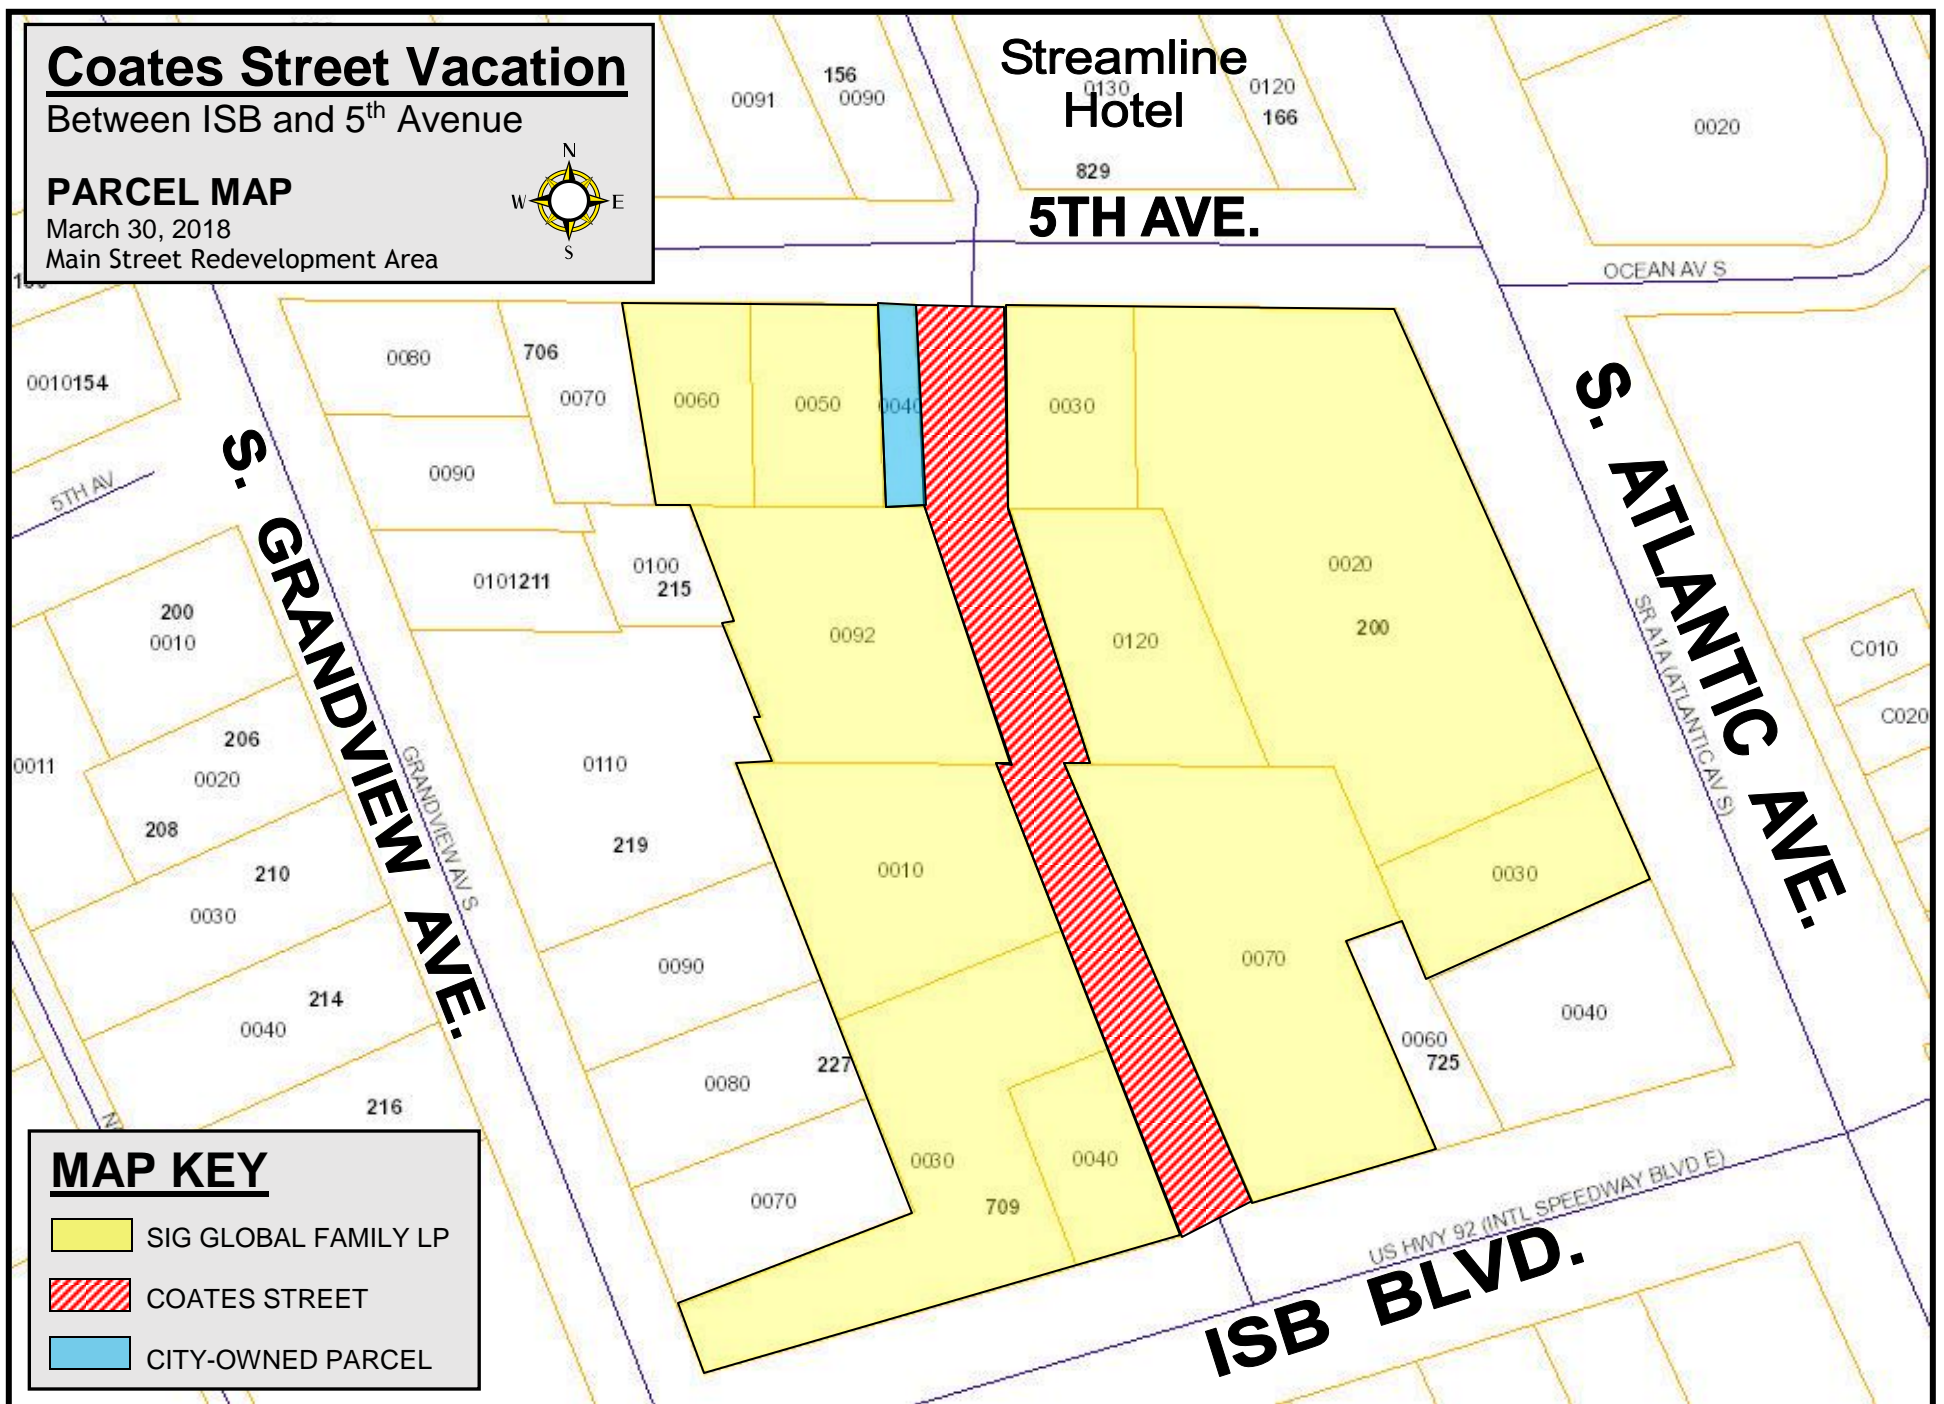 Coates Street Vacation
Between ISB and 5th Avenue
PARCEL MAP
March 30, 2018
Main Street Redevelopment Area
N
W
E
S
Streamline
Hotel
0091
156
0090
0130
0120
166
829
0020
5TH AVE.
OCEAN AV S
0010154
5TH AV
0080
706
0070
0060
0050
0040
0030
0090
0101211
0100
215
0092
0120
0020
200
S. GRANDVIEW AVE.
GRANDVIEW AV S
S. ATLANTIC AVE.
SR A1A (ATLANTIC AV S)
C010
C020
200
0010
206
0020
208
0011
210
0030
214
0040
216
0110
219
0090
227
0080
0070
0010
0030
709
0040
0070
0030
0060
725
0040
US HWY 92 (INTL SPEEDWAY BLVD E)
ISB BLVD.
MAP KEY
SIG GLOBAL FAMILY LP
COATES STREET
CITY-OWNED PARCEL